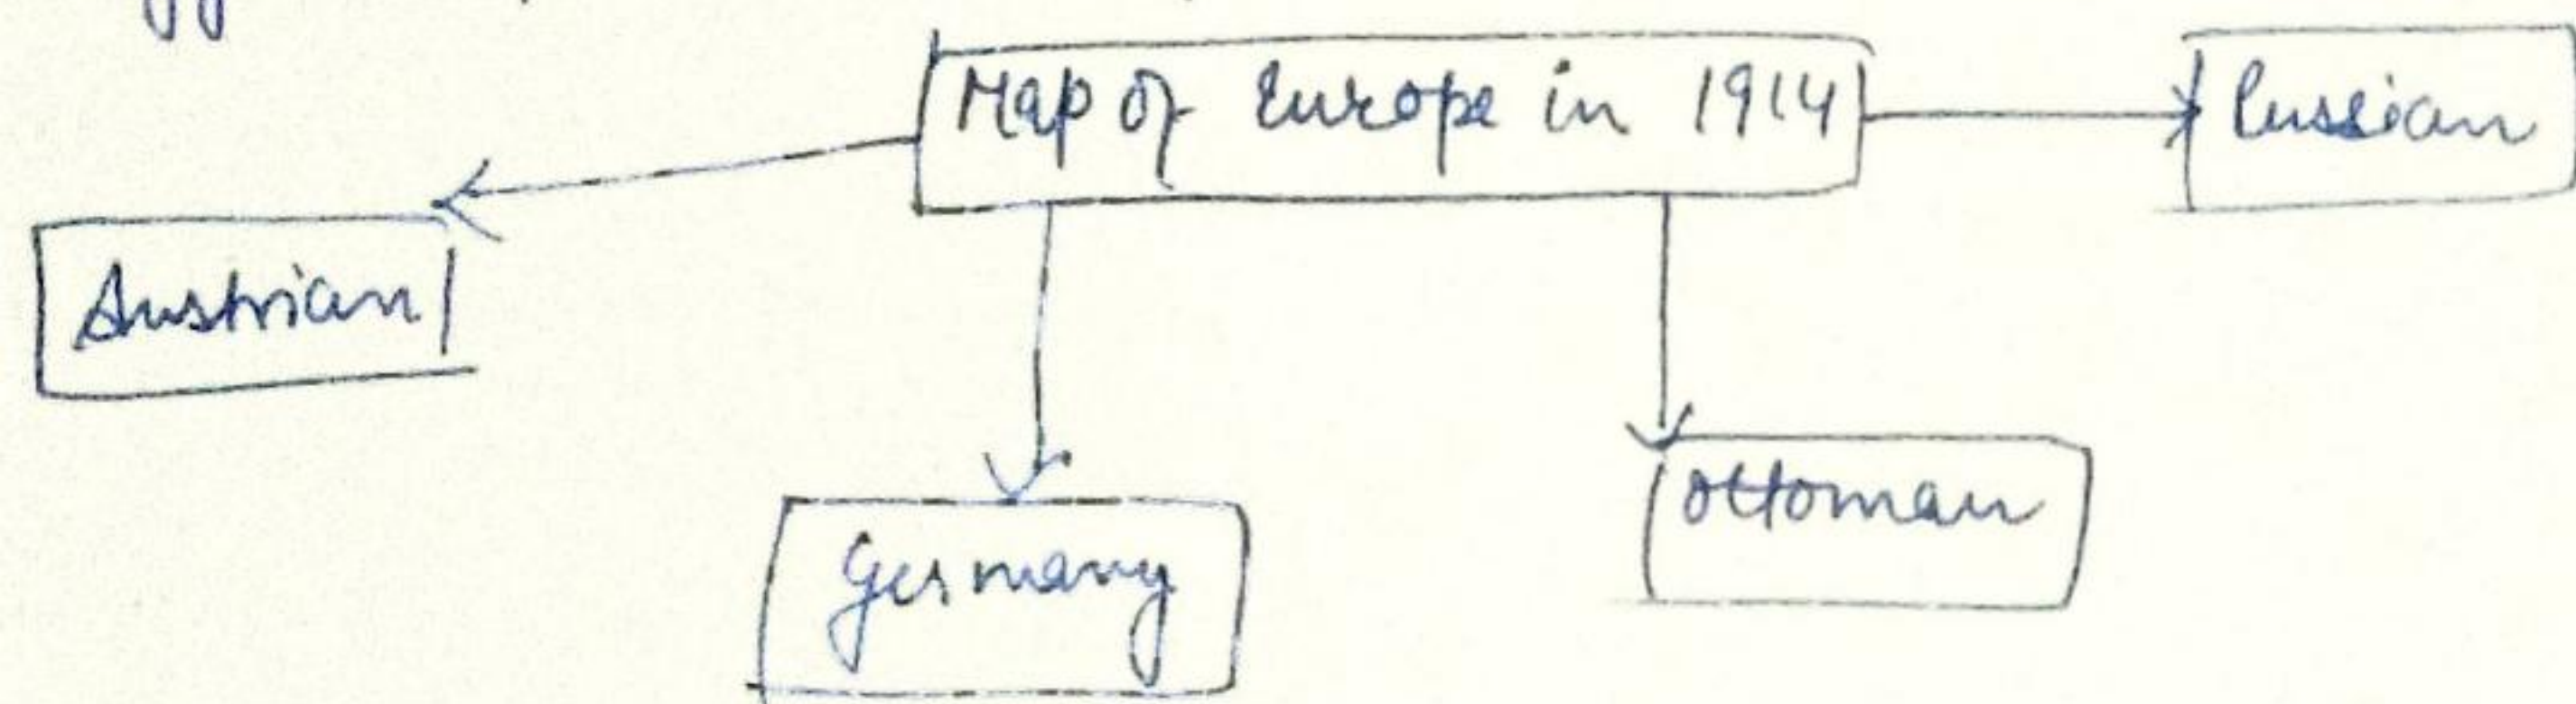 Map of Europe in 1914
Russian
Austrian
Germany
Ottoman